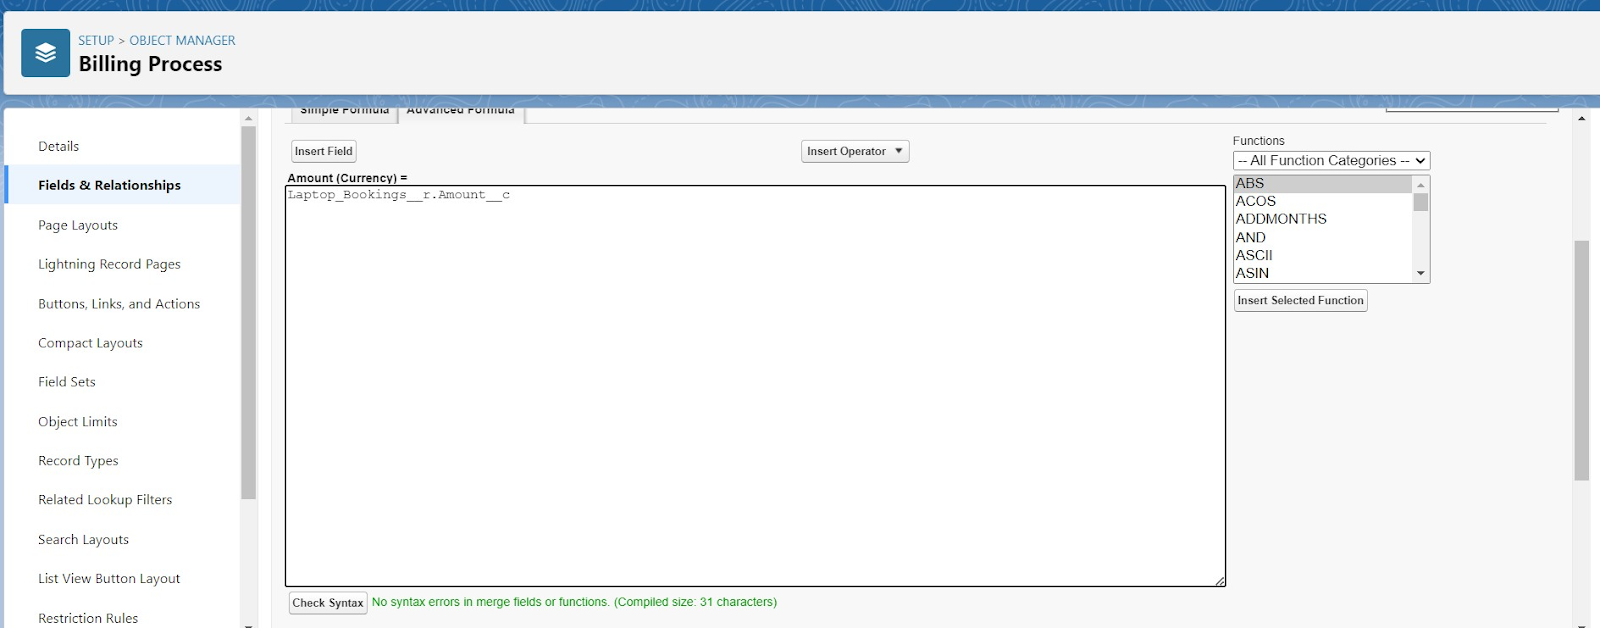 SETUP > OBJECT MANAGER
Billing Process
Details
Fields & Relationships
Page Layouts
Lightning Record Pages
Buttons, Links, and Actions
Compact Layouts
Field Sets
Object Limits
Record Types
Related Lookup Filters
Search Layouts
List View Button Layout
Restriction Rules
Simple Formula
Advanced Formula
Insert Field
Insert Operator
Amount (Currency) =
Laptop_Bookings__r.Amount__c
Check Syntax
No syntax errors in merge fields or functions. (Compiled size: 31 characters)
Functions
-- All Function Categories --
ABS
ACOS
ADDMONTHS
AND
ASCII
ASIN
Insert Selected Function